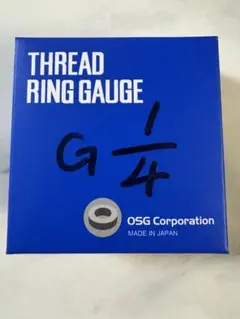 THREAD
RING GAUGE
G 1/4
OSG Corporation
MADE IN JAPAN